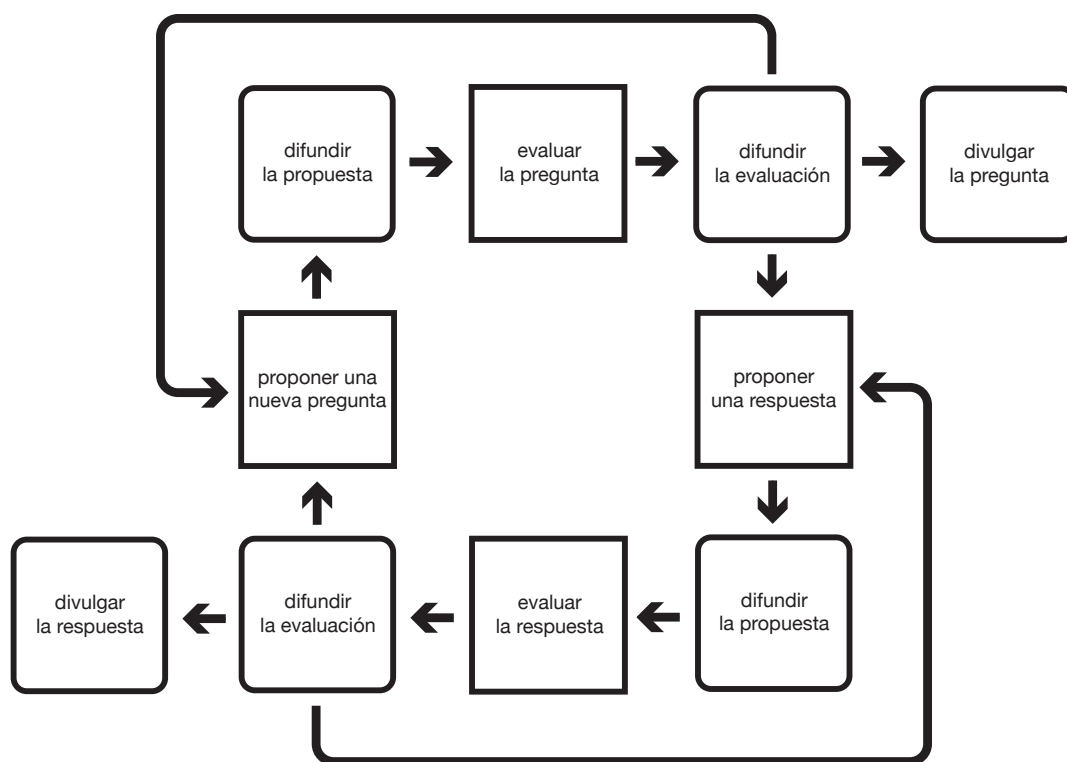 difundir
la propuesta
evaluar
la pregunta
difundir
la evaluación
divulgar
la pregunta
proponer una
nueva pregunta
proponer
una respuesta
divulgar
la respuesta
difundir
la evaluación
evaluar
la respuesta
difundir
la propuesta